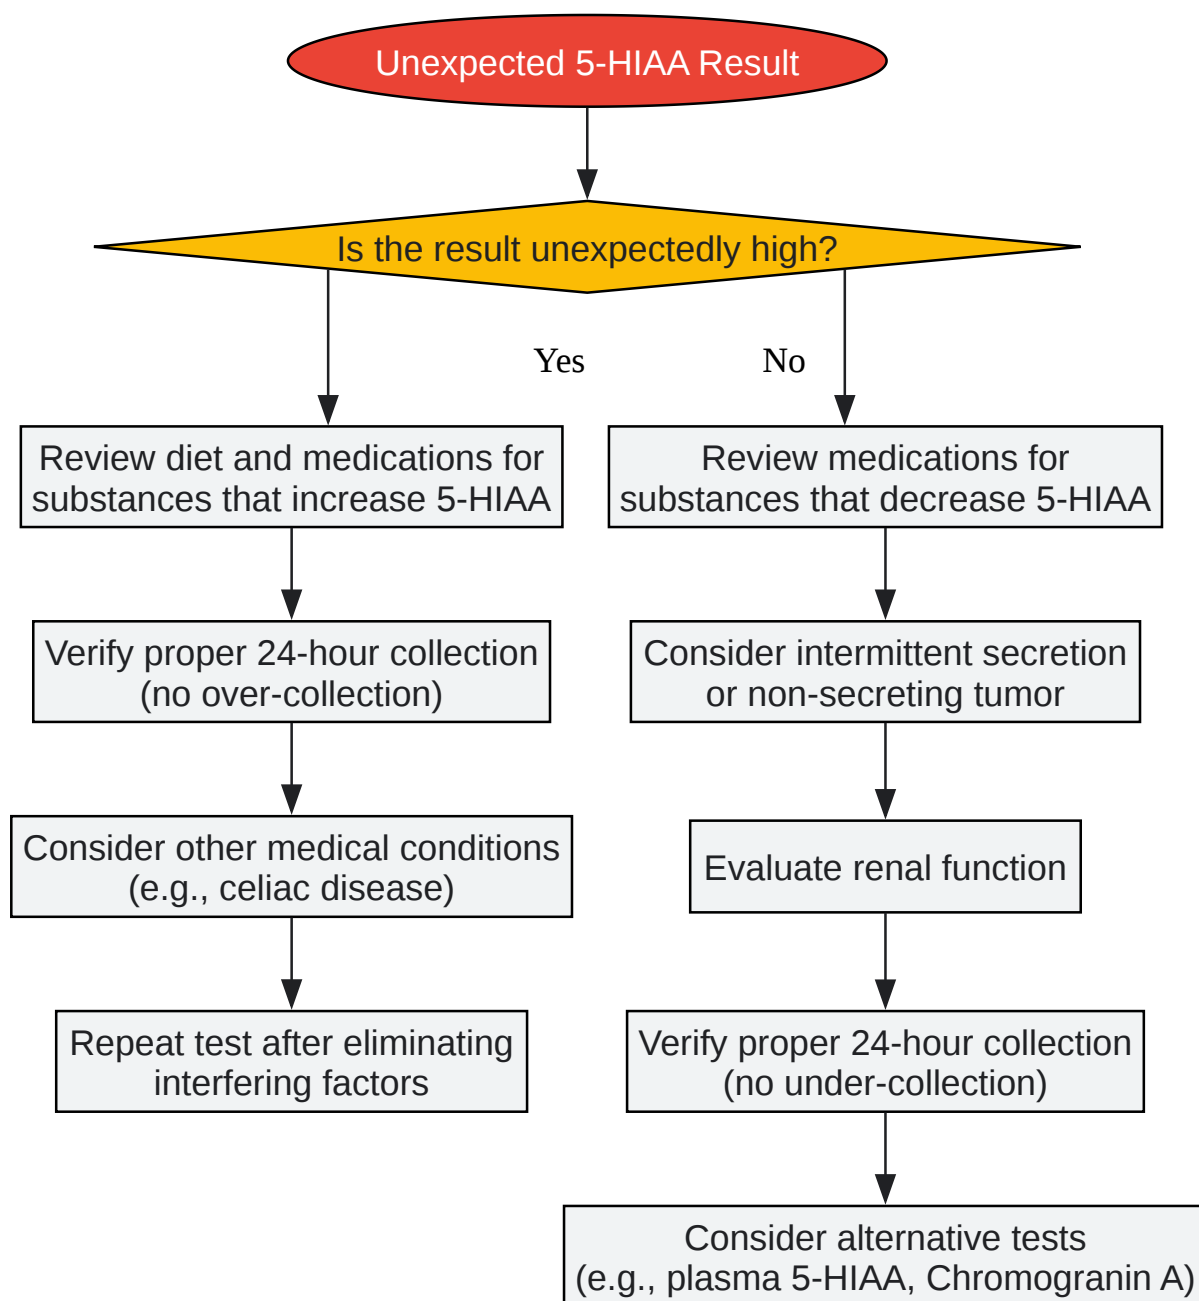 Unexpected 5-HIAA Result
Is the result unexpectedly high?
Yes
No
Review diet and medications for
substances that increase 5-HIAA
Review medications for
substances that decrease 5-HIAA
Verify proper 24-hour collection
(no over-collection)
Consider intermittent secretion
or non-secreting tumor
Consider other medical conditions
(e.g., celiac disease)
Evaluate renal function
Repeat test after eliminating
interfering factors
Verify proper 24-hour collection
(no under-collection)
Consider alternative tests
(e.g., plasma 5-HIAA, Chromogranin A)